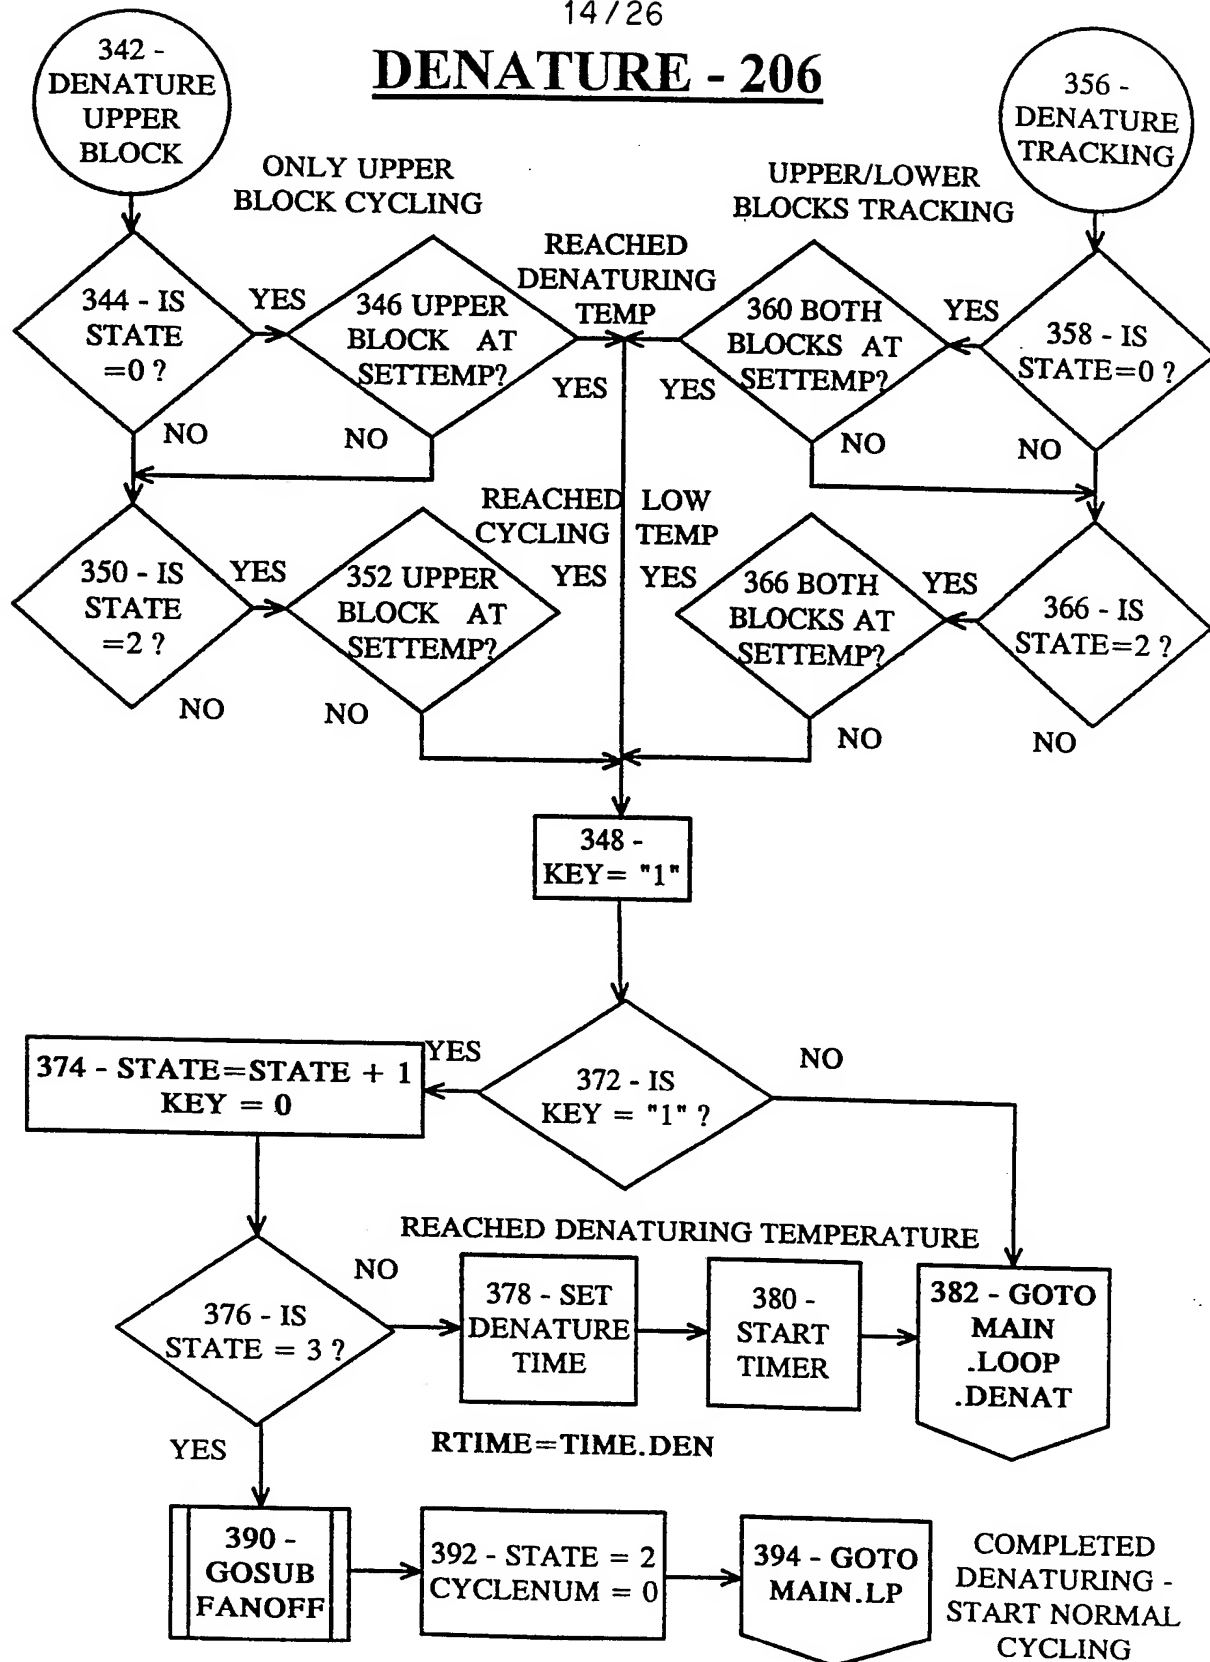 14/26
DENATURE - 206
342 -
DENATURE
UPPER
BLOCK
356 -
DENATURE
TRACKING
ONLY UPPER
BLOCK CYCLING
UPPER/LOWER
BLOCKS TRACKING
REACHED
DENATURING
TEMP
344 - IS
STATE
=0 ?
YES
346 UPPER
BLOCK AT
SETTEMP?
YES
360 BOTH
BLOCKS AT
SETTEMP?
YES
YES
358 - IS
STATE=0 ?
NO
NO
NO
NO
REACHED LOW
CYCLING TEMP
350 - IS
STATE
=2 ?
YES
352 UPPER
BLOCK AT
SETTEMP?
YES
YES
366 BOTH
BLOCKS AT
SETTEMP?
YES
366 - IS
STATE=2 ?
NO
NO
NO
NO
348 -
KEY= "1"
372 - IS
KEY = "1" ?
YES
NO
374 - STATE=STATE + 1
KEY = 0
REACHED DENATURING TEMPERATURE
376 - IS
STATE = 3 ?
NO
378 - SET
DENATURE
TIME
380 -
START
TIMER
382 - GOTO
MAIN
.LOOP
.DENAT
YES
RTIME=TIME.DEN
390 -
GOSUB
FANOFF
392 - STATE = 2
CYCLENUM = 0
394 - GOTO
MAIN.LP
COMPLETED
DENATURING -
START NORMAL
CYCLING